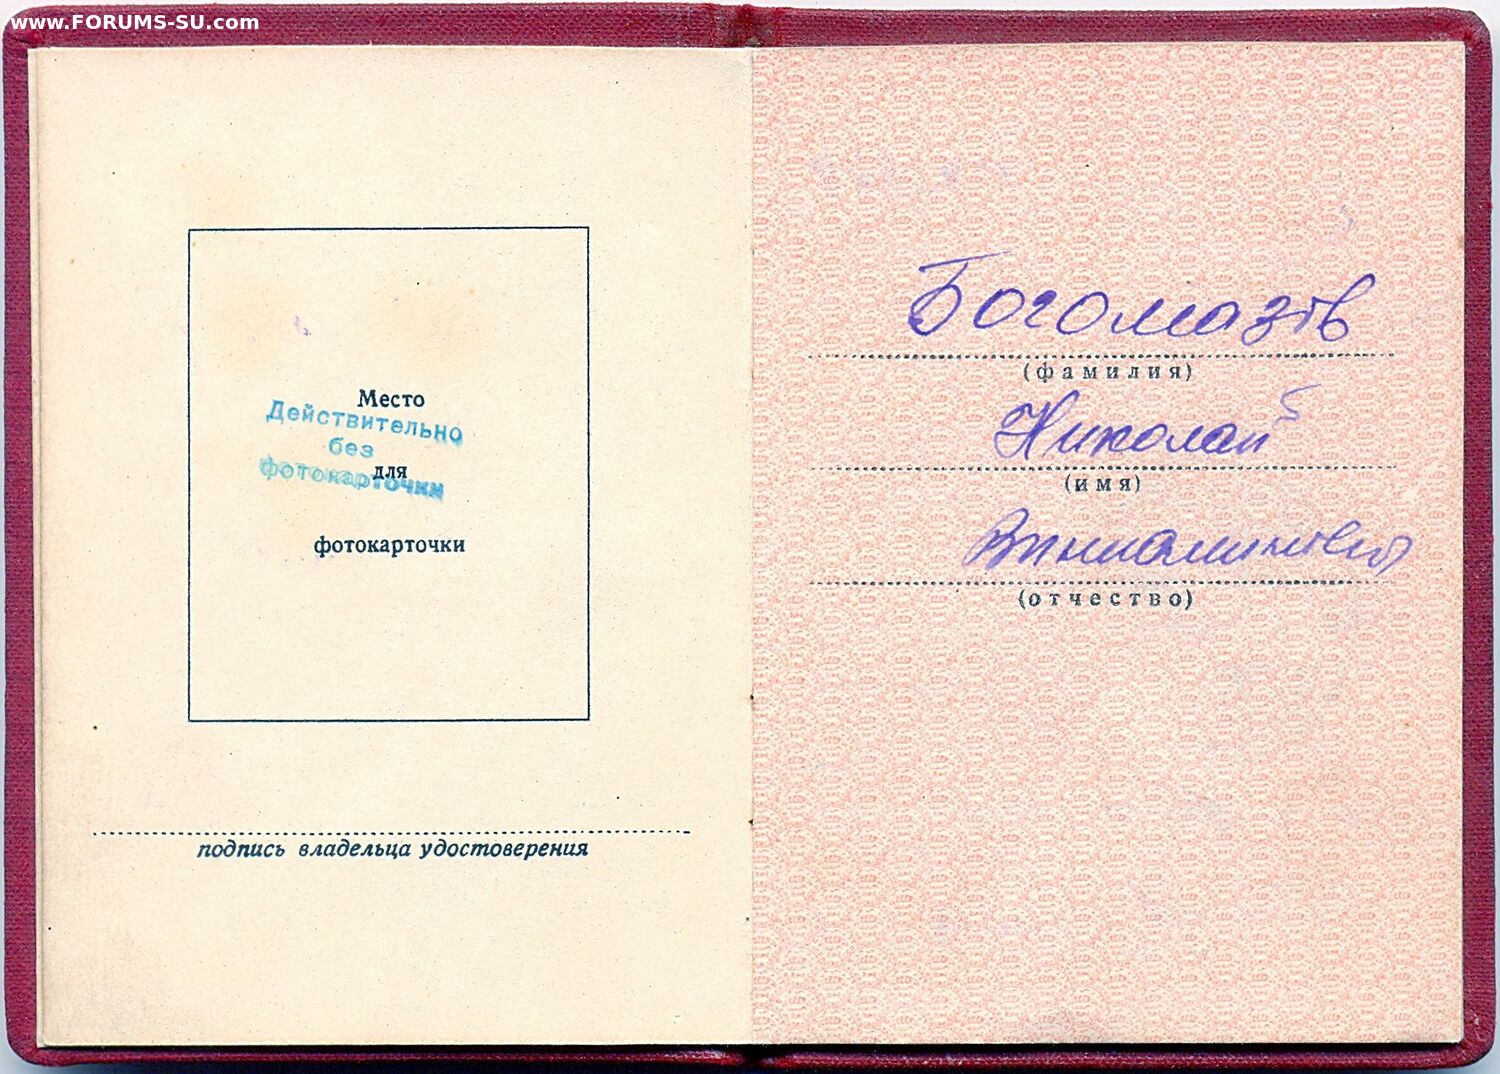 www.FORUMS-SU.com
Место
Действительно
без
для
фотокарточки
фотокарточки
подпись владельца удостоверения
Богомазов
(фамилия)
Николай
(имя)
(отчество)